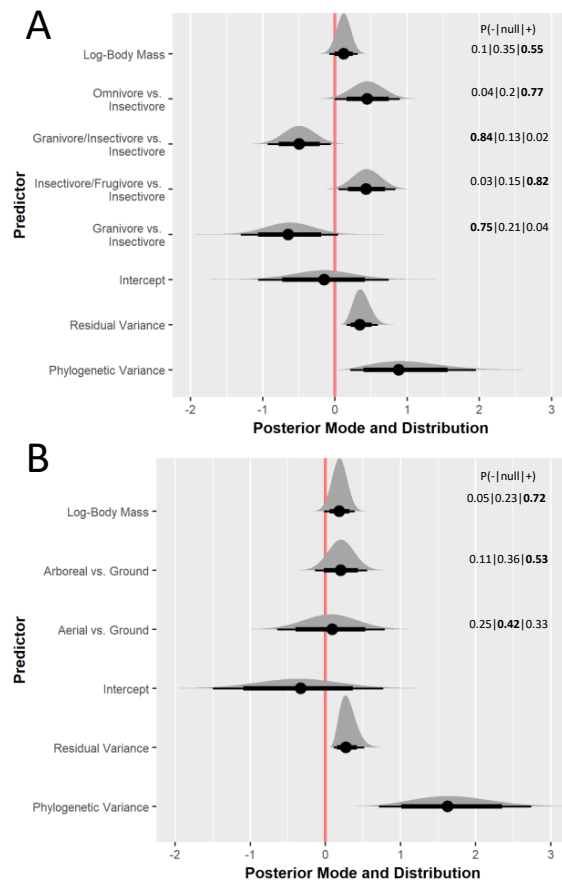 A
P(-|null|+)
Log-Body Mass
0.1|0.35|0.55
Omnivore vs.
Insectivore
0.04|0.2|0.77
Granivore/Insectivore vs.
Insectivore
0.84|0.13|0.02
Insectivore/Frugivore vs.
Insectivore
0.03|0.15|0.82
Granivore vs.
Insectivore
0.75|0.21|0.04
Intercept
Residual Variance
Phylogenetic Variance
Predictor
-2 -1 0 1 2 3
Posterior Mode and Distribution
B
P(-|null|+)
Log-Body Mass
0.05|0.23|0.72
Arboreal vs. Ground
0.11|0.36|0.53
Aerial vs. Ground
0.25|0.42|0.33
Intercept
Residual Variance
Phylogenetic Variance
Predictor
-2 -1 0 1 2 3
Posterior Mode and Distribution